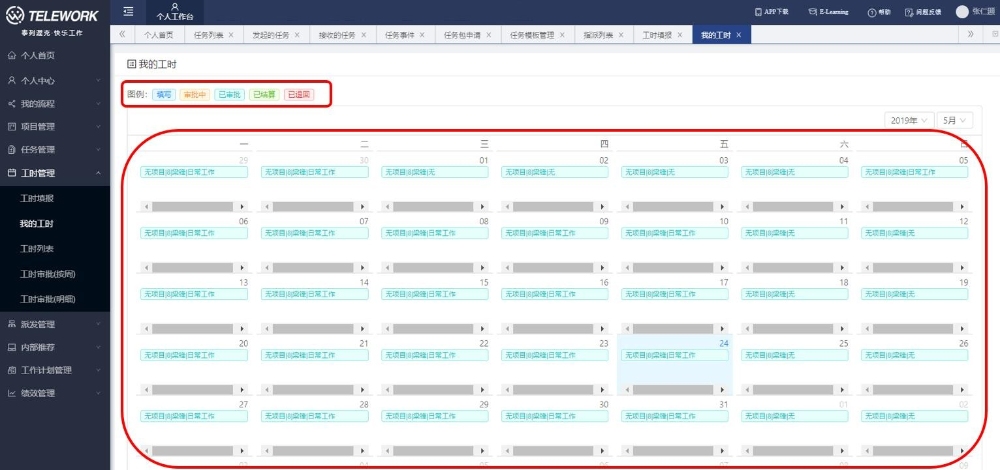 TELEWORK
泰列渥克·快乐工作
个人工作台
APP下载 E-Learning 帮助 问题反馈 张仁颈
个人首页 任务列表 发起的任务 接收的任务 任务事件 任务包申请 任务模板管理 指派列表 工时填报 我的工时
个人首页
个人中心
我的流程
项目管理
任务管理
工时管理
工时填报
我的工时
工时列表
工时审批(按周)
工时审批(明细)
派发管理
内部推荐
工作计划管理
绩效管理
我的工时
图例: 填写 审批中 已审批 已结算 已退回
2019年 5月
一 二 三 四 五 六 日
29 30 01 02 03 04 05
无项目|8|梁锋|日常工作 无项目|8|梁锋|日常工作 无项目|8|梁锋|无 无项目|8|梁锋|无 无项目|8|梁锋|无 无项目|8|梁锋|无 无项目|8|梁锋|日常工作
06 07 08 09 10 11 12
无项目|8|梁锋|日常工作 无项目|8|梁锋|日常工作 无项目|8|梁锋|日常工作 无项目|8|梁锋|日常工作 无项目|8|梁锋|日常工作 无项目|8|梁锋|无 无项目|8|梁锋|无
13 14 15 16 17 18 19
无项目|8|梁锋|日常工作 无项目|8|梁锋|日常工作 无项目|8|梁锋|日常工作 无项目|8|梁锋|日常工作 无项目|8|梁锋|日常工作 无项目|8|梁锋|无 无项目|8|梁锋|无
20 21 22 23 24 25 26
无项目|8|梁锋|日常工作 无项目|8|梁锋|日常工作 无项目|8|梁锋|日常工作 无项目|8|梁锋|日常工作 无项目|8|梁锋|日常工作 无项目|8|梁锋|无 无项目|8|梁锋|无
27 28 29 30 31 01 02
无项目|8|梁锋|日常工作 无项目|8|梁锋|日常工作 无项目|8|梁锋|日常工作 无项目|8|梁锋|日常工作 无项目|8|梁锋|日常工作 无项目|8|梁锋|无 无项目|8|梁锋|无
03 04 05 06 07 08 09